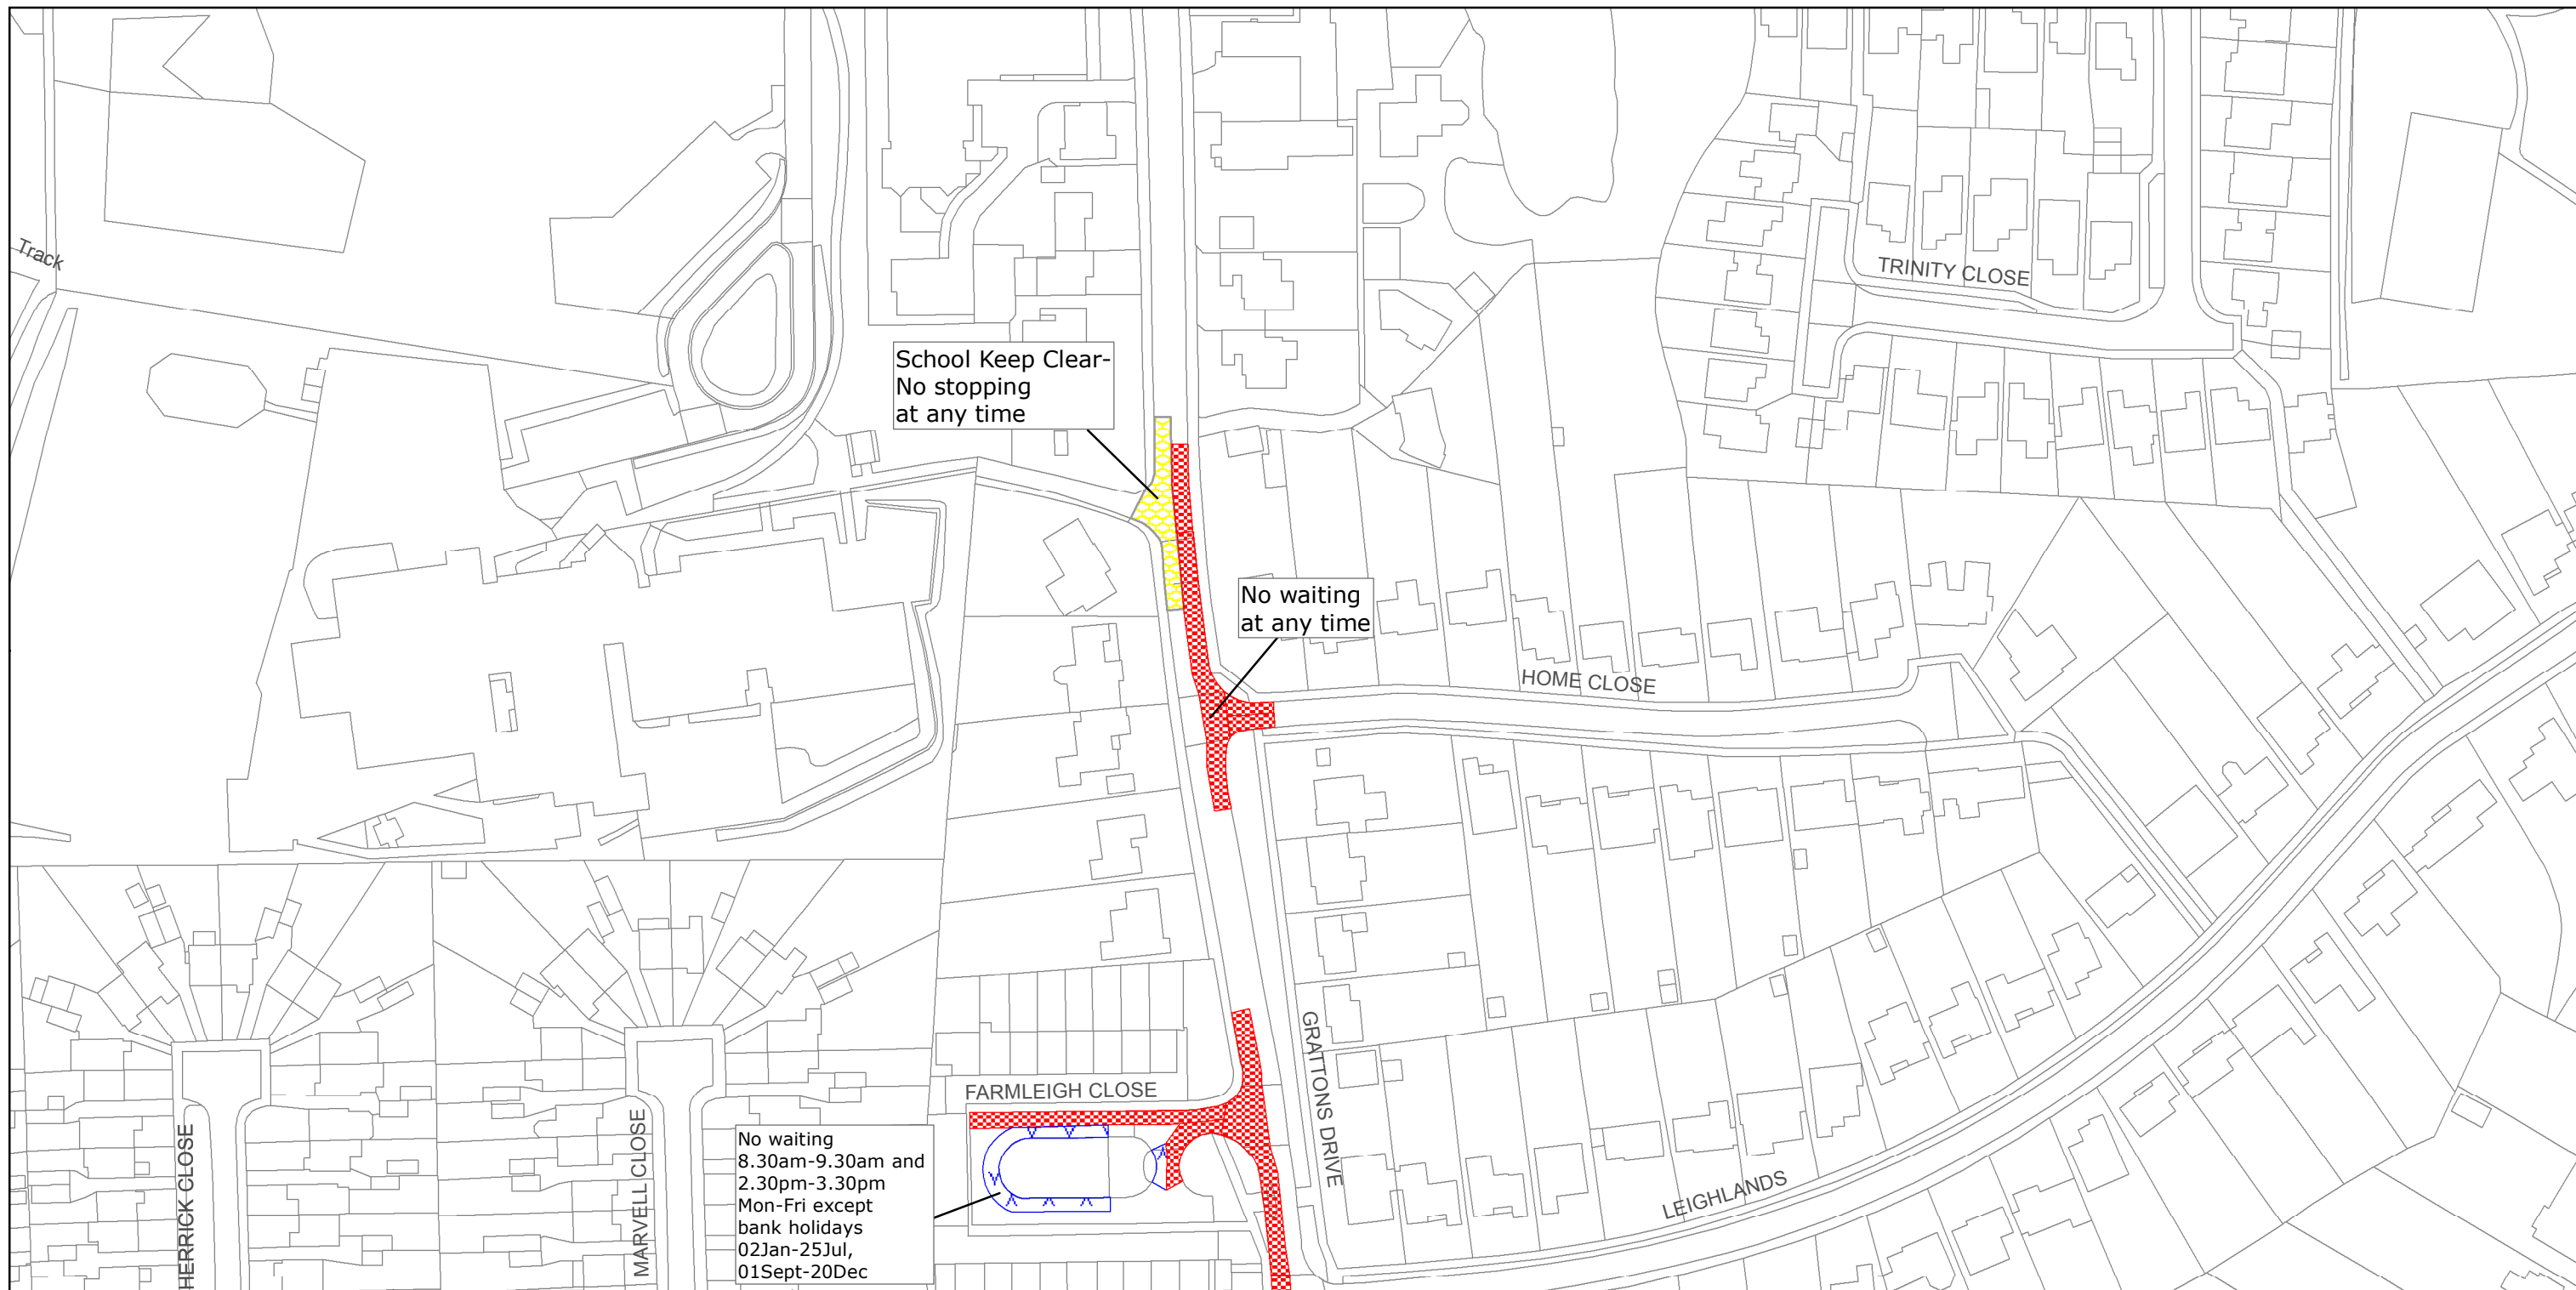 Track
TRINITY CLOSE
School Keep Clear-
No stopping
at any time
No waiting
at any time
HOME CLOSE
GRATTONS DRIVE
FARMLEIGH CLOSE
HERRICK CLOSE
MARVELL CLOSE
No waiting
8.30am-9.30am and
2.30pm-3.30pm
Mon-Fri except
bank holidays
02Jan-25Jul,
01Sept-20Dec
LEIGHLANDS